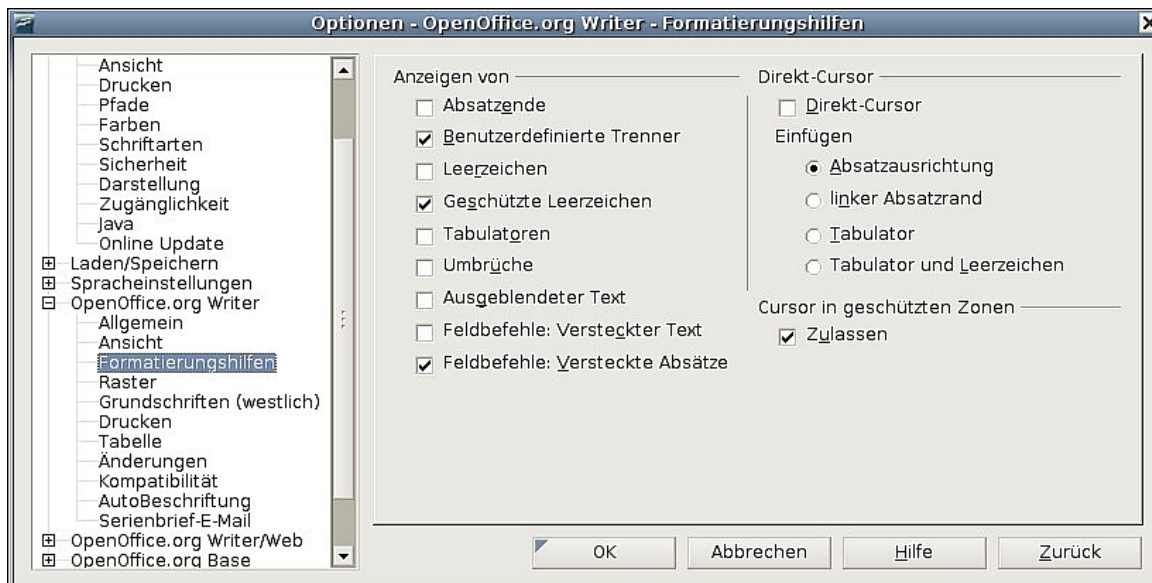 Optionen - OpenOffice.org Writer - Formatierungshilfen
Ansicht
Drucken
Pfade
Farben
Schriftarten
Sicherheit
Darstellung
Zugänglichkeit
Java
Online Update
Laden/Speichern
Spracheinstellungen
OpenOffice.org Writer
Allgemein
Ansicht
Formatierungshilfen
Raster
Grundschriften (westlich)
Drucken
Tabelle
Änderungen
Kompatibilität
AutoBeschriftung
Serienbrief-E-Mail
OpenOffice.org Writer/Web
OpenOffice.org Base
Anzeigen von
Absatzende
Benutzerdefinierte Trenner
Leerzeichen
Geschützte Leerzeichen
Tabulatoren
Umbrüche
Ausgeblendeter Text
Feldbefehle: Versteckter Text
Feldbefehle: Versteckte Absätze
Direkt-Cursor
Direkt-Cursor
Einfügen
Absatzausrichtung
linker Absatzrand
Tabulator
Tabulator und Leerzeichen
Cursor in geschützten Zonen
Zulassen
OK
Abbrechen
Hilfe
Zurück